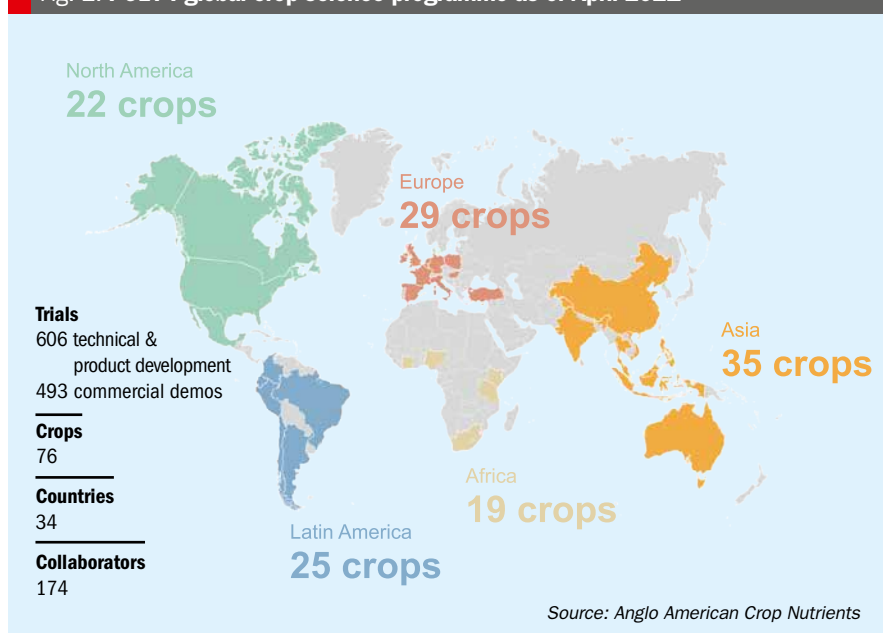 North America
22 crops
Europe
29 crops
Trials
606 technical &
product development
493 commercial demos
Asia
35 crops
Crops
76
Countries
34
Africa
19 crops
Latin America
25 crops
Collaborators
174
Source: Anglo American Crop Nutrients